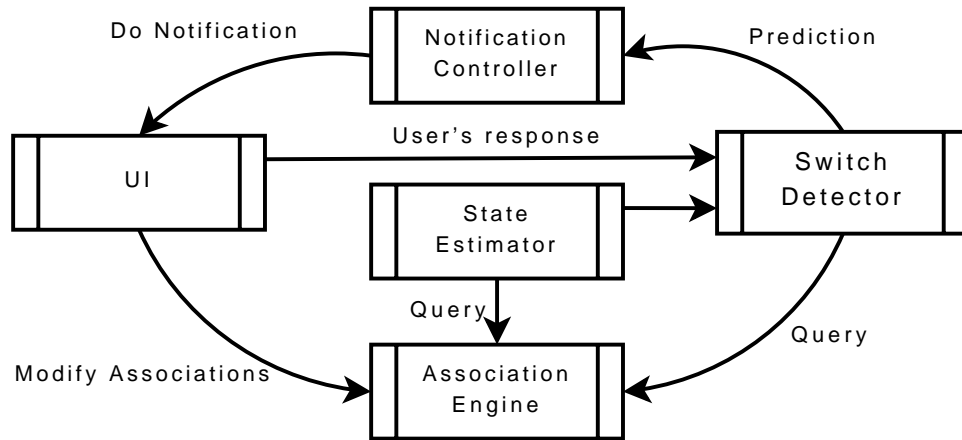 Do Notification
Notification
Controller
Prediction
User's response
UI
Switch
Detector
State
Estimator
Query
Query
Modify Associations
Association
Engine